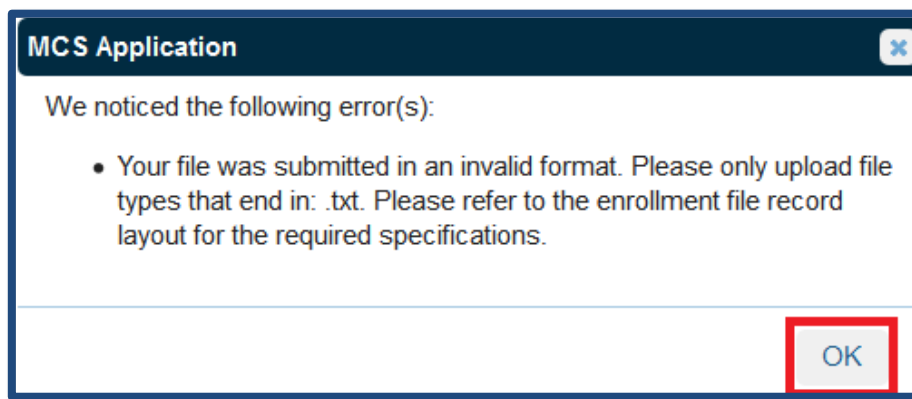 MCS Application
We noticed the following error(s):
• Your file was submitted in an invalid format. Please only upload file
types that end in: .txt. Please refer to the enrollment file record
layout for the required specifications.
OK